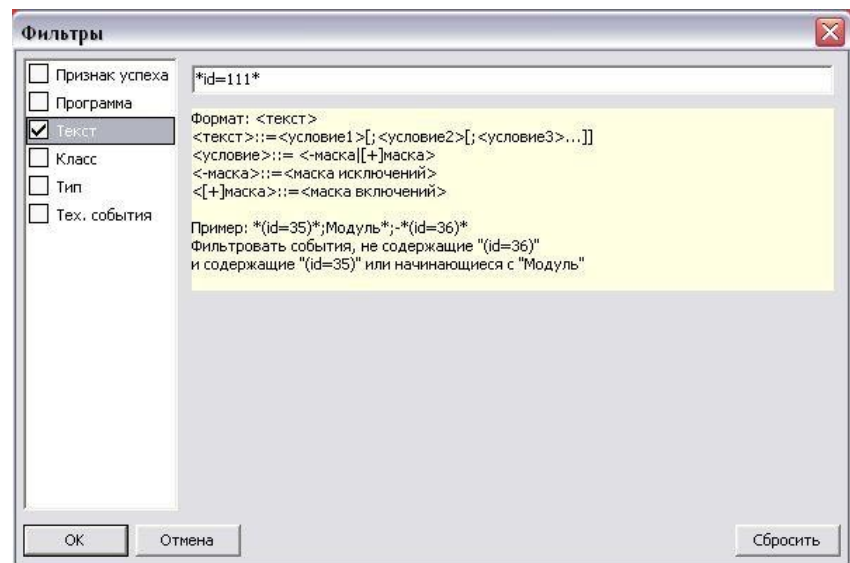 Фильтры
Признак успеха
Программа
Текст
Класс
Тип
Тех. события
*id=111*
Формат: <текст>
<текст>::=<условие1>[;<условие2>[;<условие3>...]]
<условие>::= <-маска|[+]маска>
<-маска>::=<маска исключений>
<[+]маска>::=<маска включений>
Пример: *(id=35)*;Модуль*;-*(id=36)*
Фильтровать события, не содержащие "(id=36)"
и содержащие "(id=35)" или начинающиеся с "Модуль"
OK
Отмена
Сбросить